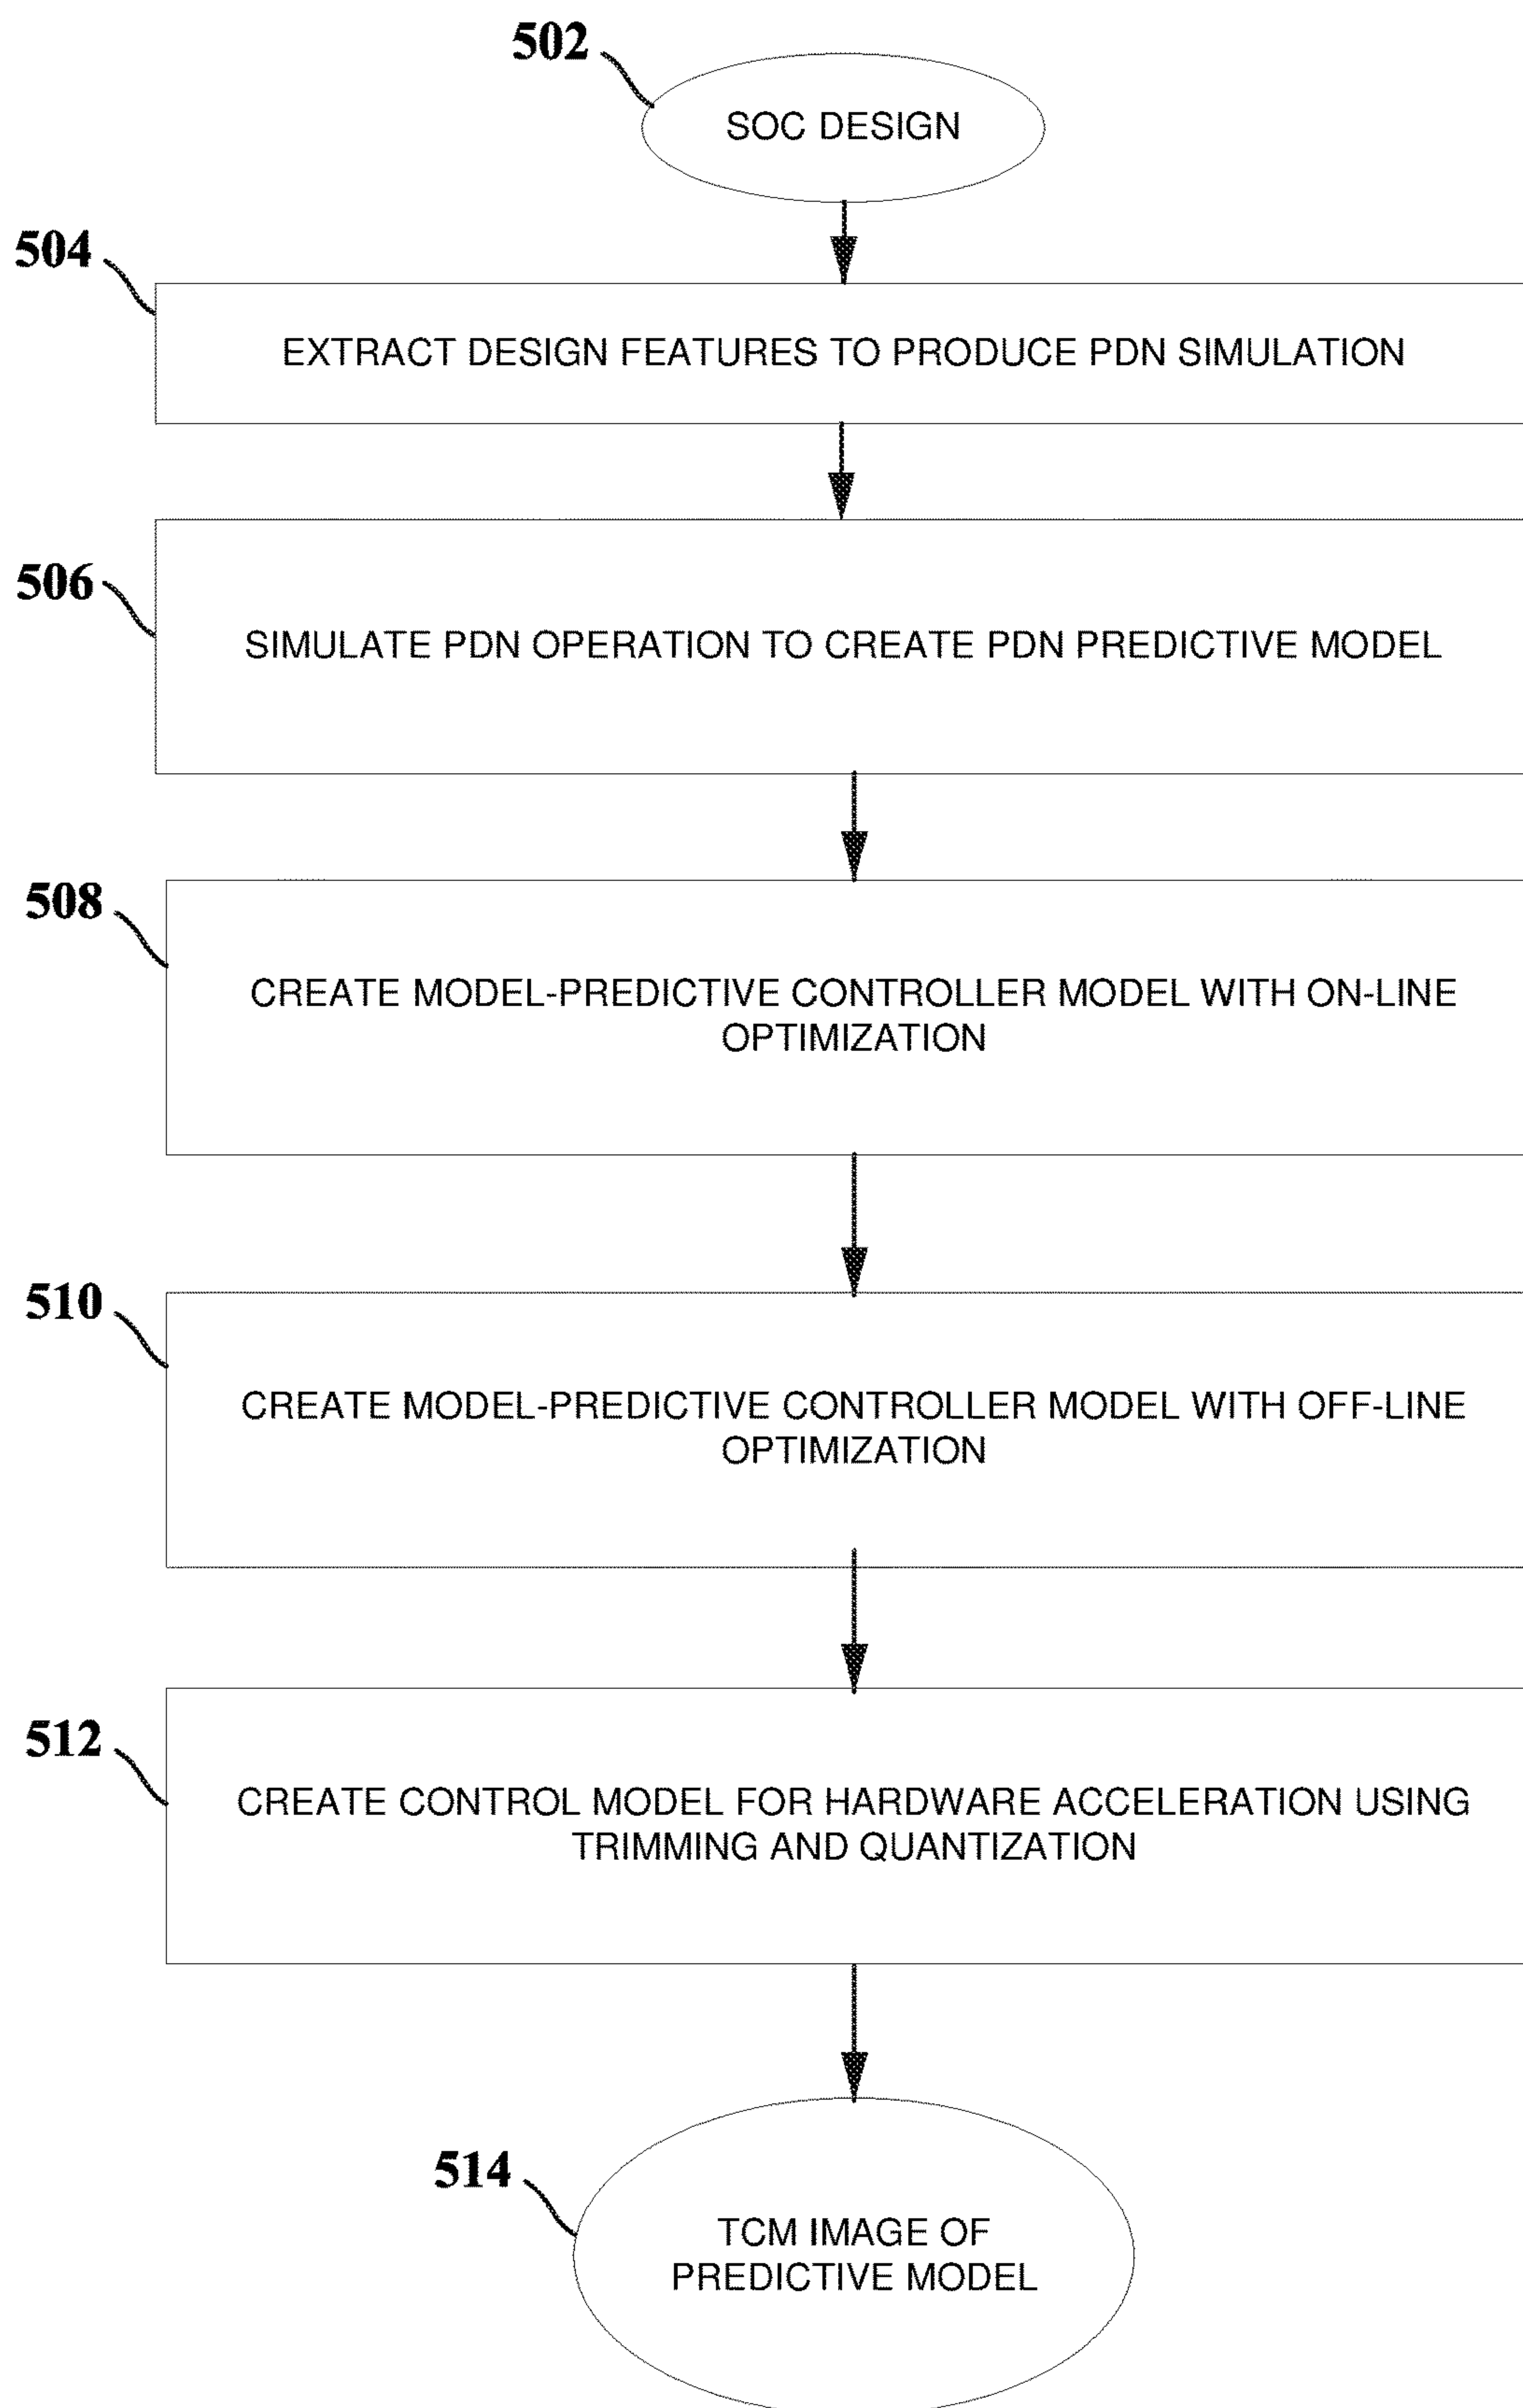 502
SOC DESIGN
504
EXTRACT DESIGN FEATURES TO PRODUCE PDN SIMULATION
506
SIMULATE PDN OPERATION TO CREATE PDN PREDICTIVE MODEL
508
CREATE MODEL-PREDICTIVE CONTROLLER MODEL WITH ON-LINE
OPTIMIZATION
510
CREATE MODEL-PREDICTIVE CONTROLLER MODEL WITH OFF-LINE
OPTIMIZATION
512
CREATE CONTROL MODEL FOR HARDWARE ACCELERATION USING
TRIMMING AND QUANTIZATION
514
TCM IMAGE OF
PREDICTIVE MODEL